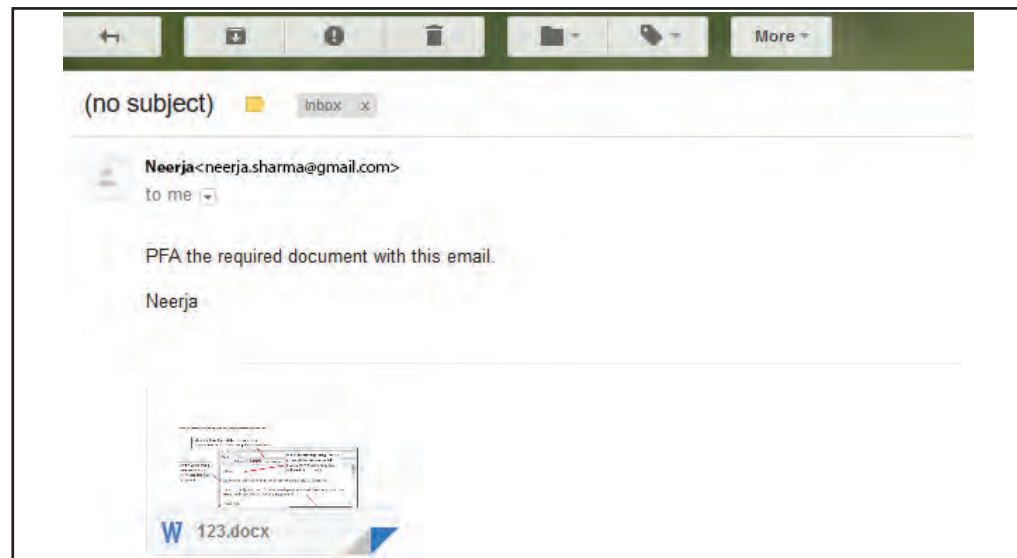 More
(no subject) Inbox x
Neerja<neerja.sharma@gmail.com>
to me
PFA the required document with this email.
Neerja
W 123.docx